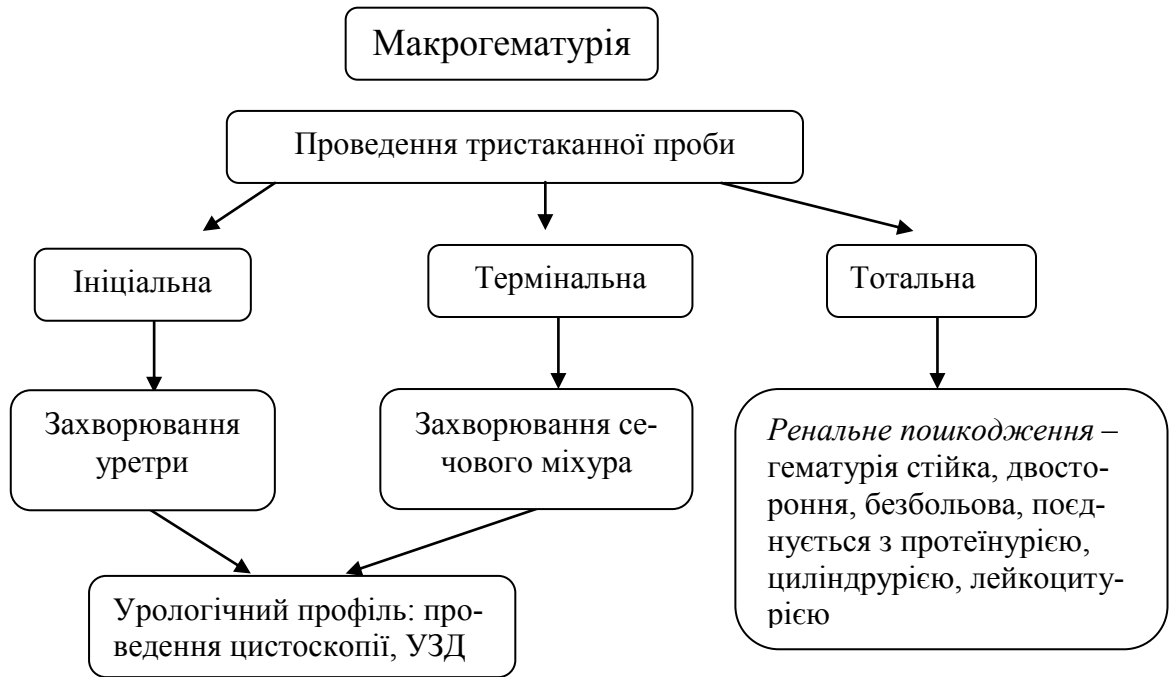 Макрогематурія
Проведення тристаканної проби
Ініціальна
Термінальна
Тотальна
Захворювання
уретри
Захворювання се-
чового міхура
Ренальне пошкодження –
гематурія стійка, двосто-
роння, безбольова, поєд-
нується з протеїнурією,
циліндрурією, лейкоциту-
рією
Урологічний профіль: про-
ведення цистоскопії, УЗД